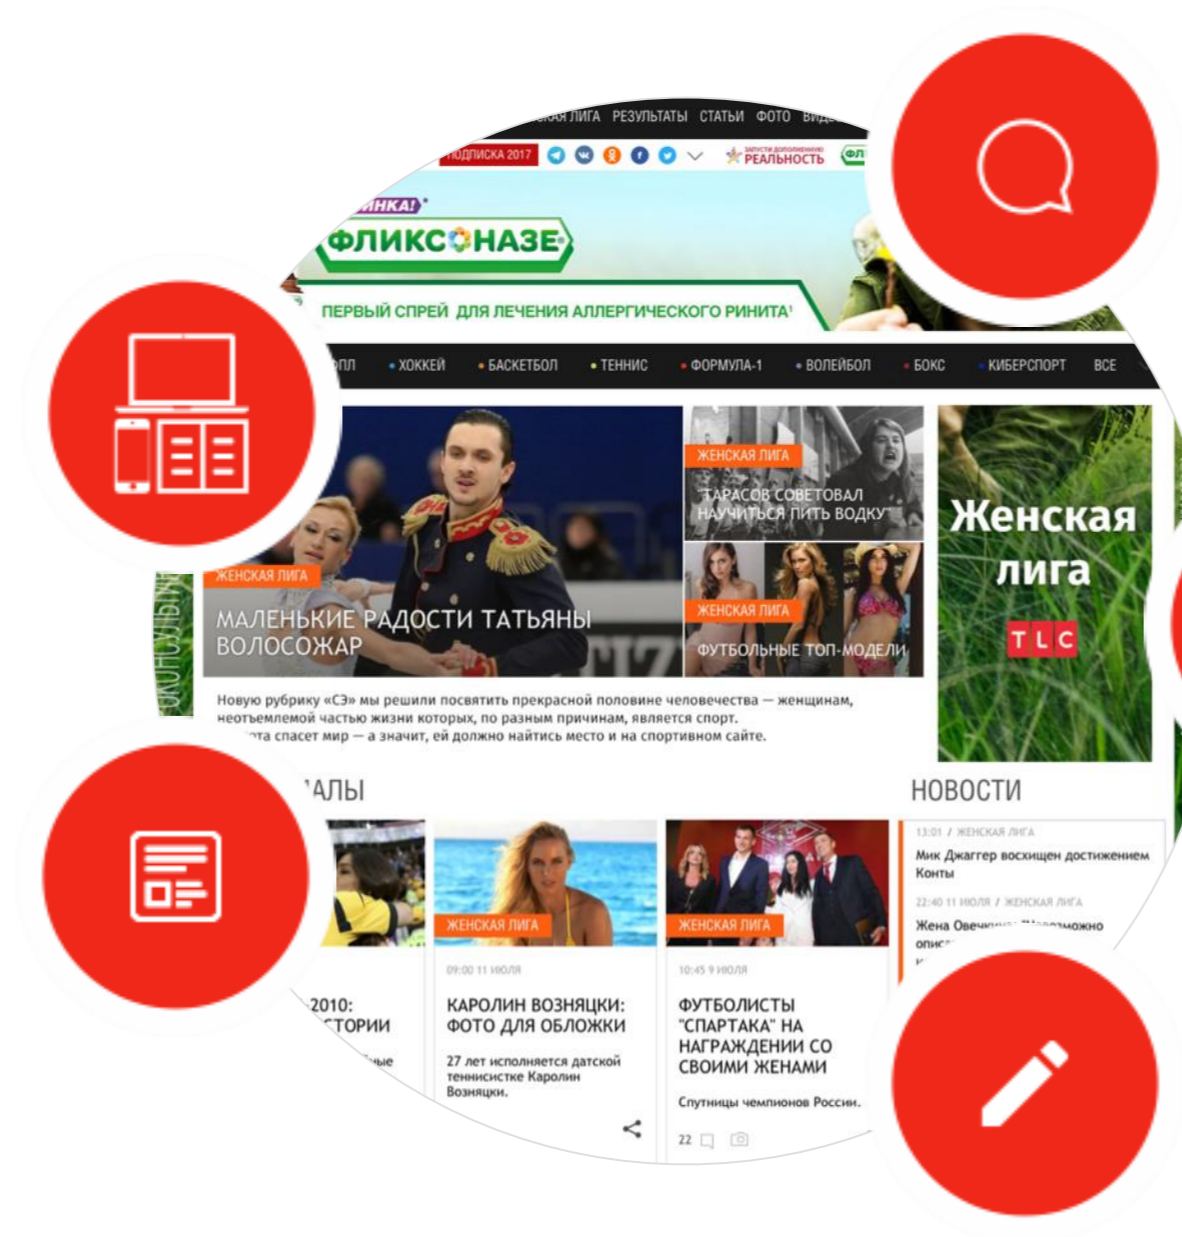 ЛИГА РЕЗУЛЬТАТЫ СТАТЬИ ФОТО
ПОДПИСКА 2017
ЗАПУСТИ ДОПОЛНЕННУЮ
РЕАЛЬНОСТЬ
ФЛИКСОНАЗЕ
ПЕРВЫЙ СПРЕЙ ДЛЯ ЛЕЧЕНИЯ АЛЛЕРГИЧЕСКОГО РИНИТА¹
ХОККЕЙ БАСКЕТБОЛ ТЕННИС ФОРМУЛА-1 ВОЛЕЙБОЛ БОКС КИБЕРСПОРТ ВСЕ
ЖЕНСКАЯ ЛИГА
МАЛЕНЬКИЕ РАДОСТИ ТАТЬЯНЫ
ВОЛОСОЖАР
ЖЕНСКАЯ ЛИГА
"ТАРАСОВ СОВЕТОВАЛ
НАУЧИТЬСЯ ПИТЬ ВОДКУ"
ЖЕНСКАЯ ЛИГА
ФУТБОЛЬНЫЕ ТОП-МОДЕЛИ
Женская
лига
TLC
Новую рубрику «СЭ» мы решили посвятить прекрасной половине человечества — женщинам,
неотъемлемой частью жизни которых, по разным причинам, является спорт.
спасет мир — а значит, ей должно найтись место и на спортивном сайте.
НОВОСТИ
13:01 / ЖЕНСКАЯ ЛИГА
Мик Джаггер восхищен достижением
Конты
22:40 11 ИЮЛЯ / ЖЕНСКАЯ ЛИГА
Жена
ЖЕНСКАЯ ЛИГА
09:00 11 ИЮЛЯ
КАРОЛИН ВОЗНЯЦКИ:
ФОТО ДЛЯ ОБЛОЖКИ
27 лет исполняется датской
теннисистке Каролин
Возняцки.
ЖЕНСКАЯ ЛИГА
10:45 9 ИЮЛЯ
ФУТБОЛИСТЫ
"СПАРТАКА" НА
НАГРАЖДЕНИИ СО
СВОИМИ ЖЕНАМИ
Спутницы чемпионов России.
22